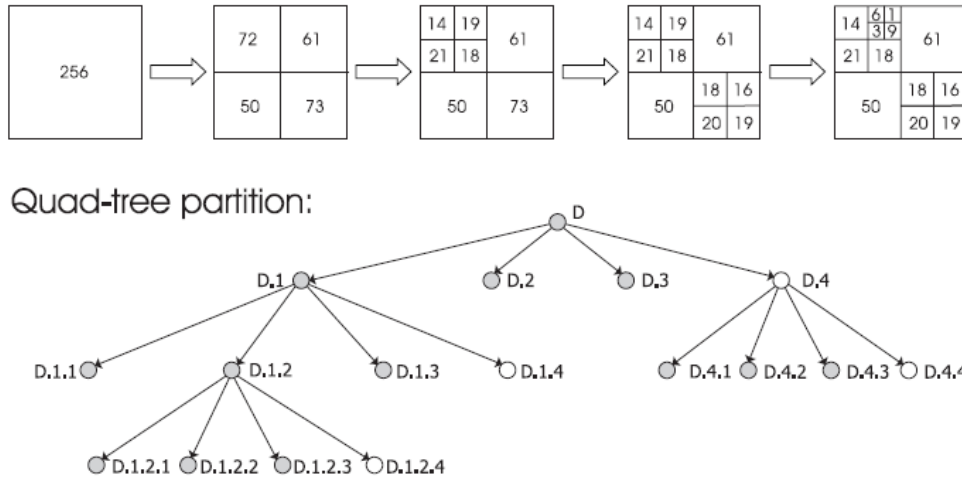 256
72 61
50 73
14 19 61
21 18
50 73
14 19 61
21 18
50 18 16
20 19
14 6 1 61
3 9
21 18
50 18 16
20 19
Quad-tree partition:
D
D.1 D.2 D.3 D.4
D.1.1 D.1.2 D.1.3 D.1.4 D.4.1 D.4.2 D.4.3 D.4.4
D.1.2.1 D.1.2.2 D.1.2.3 D.1.2.4